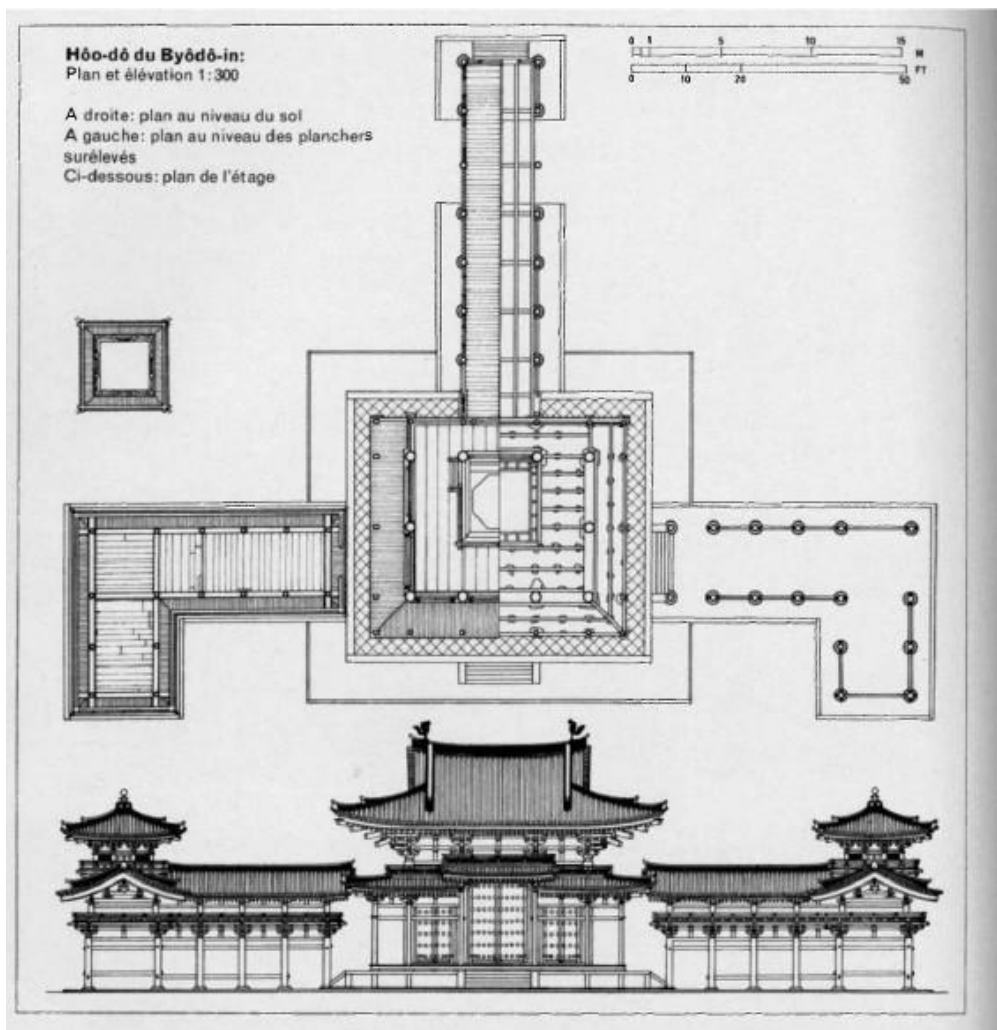 Hôo-dô du Byôdô-in:
Plan et élévation 1:300
A droite: plan au niveau du sol
A gauche: plan au niveau des planchers
surélevés
Ci-dessous: plan de l'étage
0 1 5 10 15 M
0 10 20 50 FT